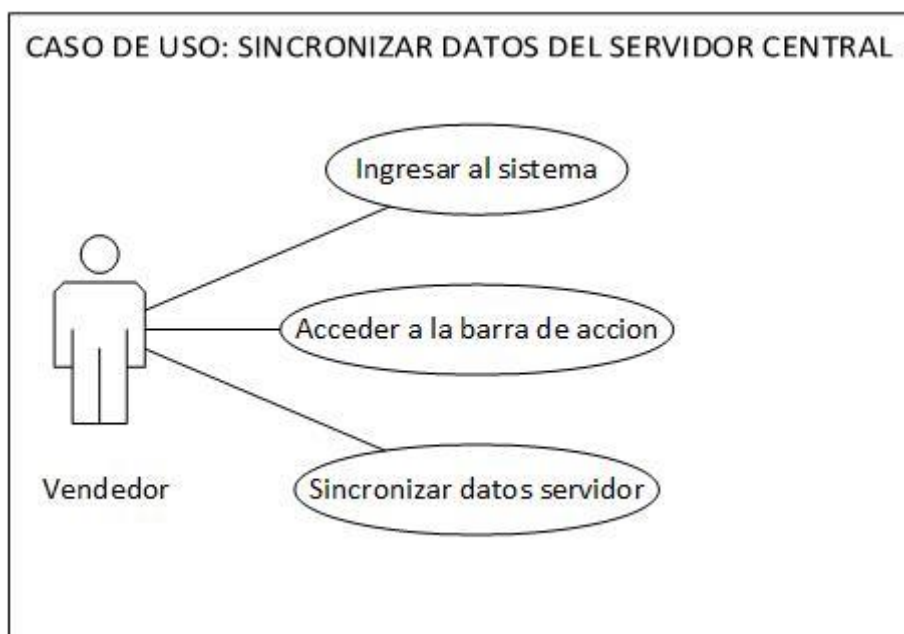 CASO DE USO: SINCRONIZAR DATOS DEL SERVIDOR CENTRAL
Ingresar al sistema
Acceder a la barra de accion
Vendedor
Sincronizar datos servidor